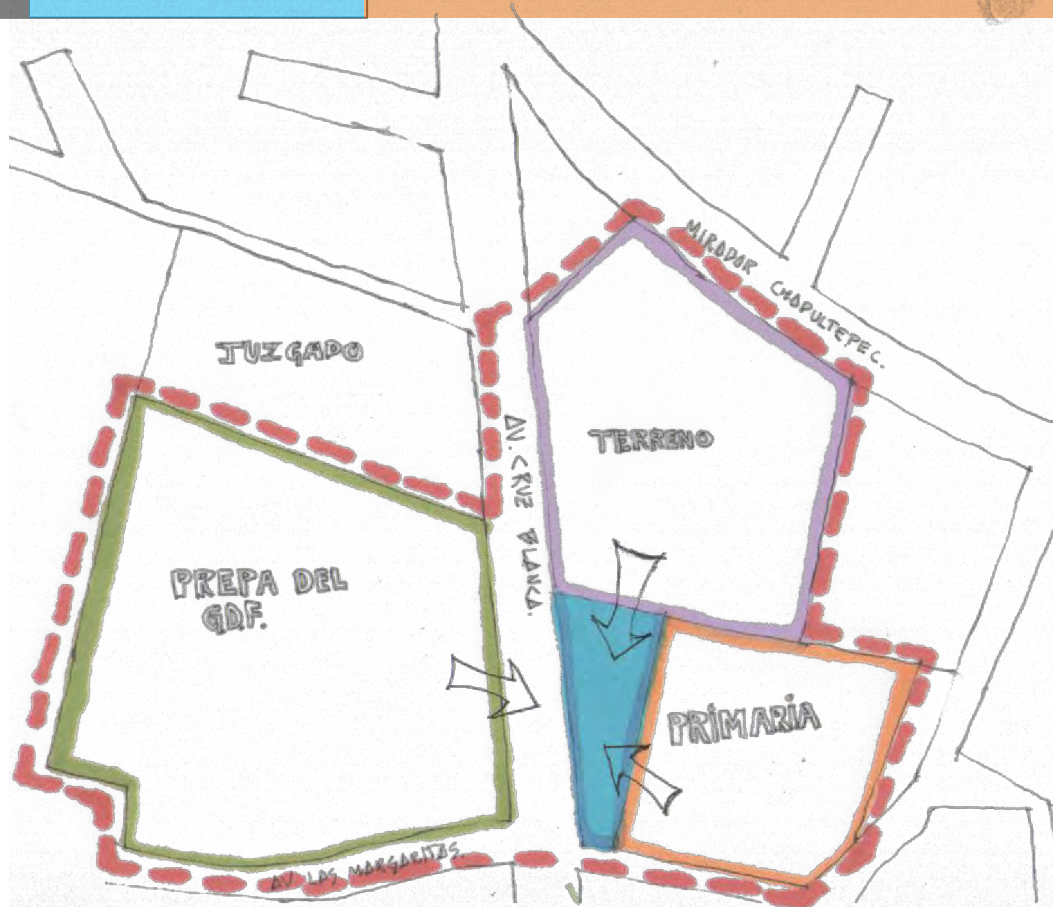 MIRADOR CHAPULTEPEC.
JUZGADO
AV. CRUZ BLANCA.
TERRENO
PREPA DEL
GDF.
PRIMARIA
AV. LAS MARGARITAS.